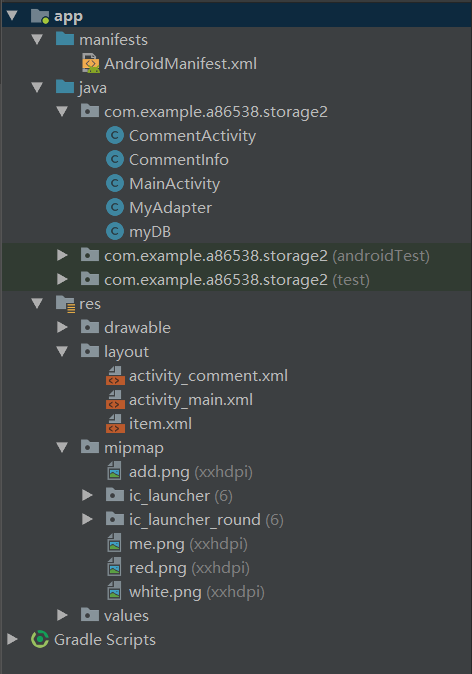 app
manifests
AndroidManifest.xml
java
com.example.a86538.storage2
CommentActivity
CommentInfo
MainActivity
MyAdapter
myDB
com.example.a86538.storage2 (androidTest)
com.example.a86538.storage2 (test)
res
drawable
layout
activity_comment.xml
activity_main.xml
item.xml
mipmap
add.png (xxhdpi)
ic_launcher (6)
ic_launcher_round (6)
me.png (xxhdpi)
red.png (xxhdpi)
white.png (xxhdpi)
values
Gradle Scripts